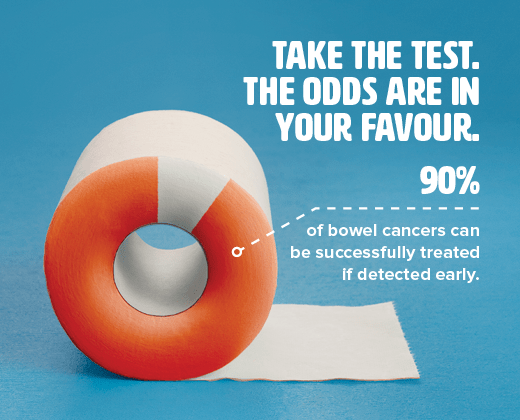 TAKE THE TEST.
THE ODDS ARE IN
YOUR FAVOUR.
90%
of bowel cancers can
be successfully treated
if detected early.